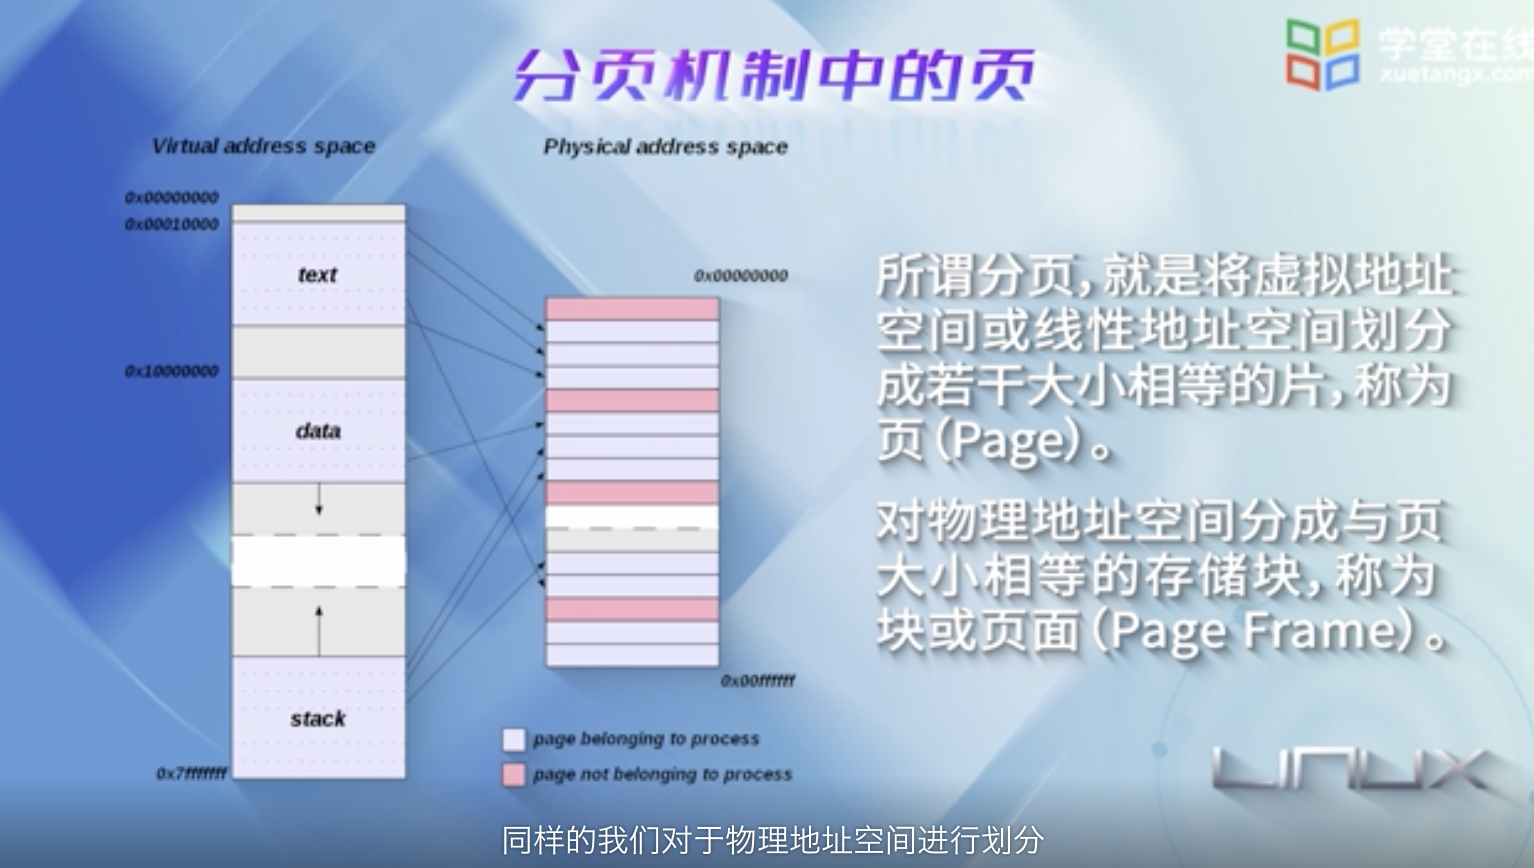 分页机制中的页
学堂在线
xuetangx.com
Virtual address space
Physical address space
0x00000000
0x00010000
text
0x10000000
data
stack
0x7fffffff
0x00000000
0x00ffffff
page belonging to process
page not belonging to process
所谓分页，就是将虚拟地址
空间或线性地址空间划分
成若干大小相等的片，称为
页（Page）。
对物理地址空间分成与页
大小相等的存储块，称为
块或页面（Page Frame）。
LINUX
同样的我们对于物理地址空间进行划分